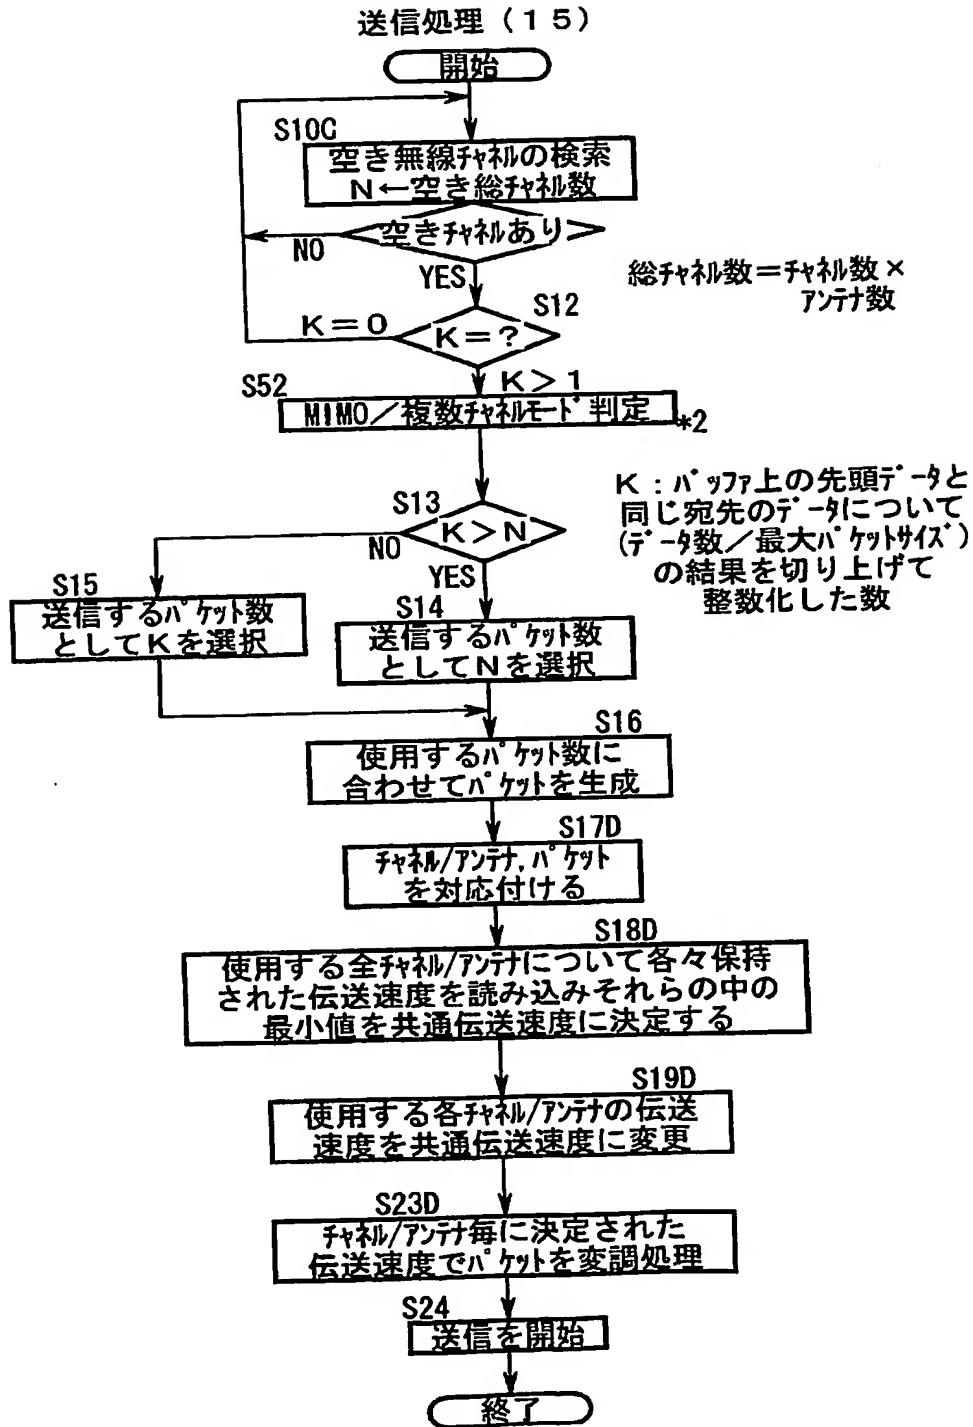 送信処理（１５）
開始
S10C
空き無線ﾁｬﾈﾙの検索
N←空き総ﾁｬﾈﾙ数
空きﾁｬﾈﾙあり
NO
YES
総ﾁｬﾈﾙ数＝ﾁｬﾈﾙ数×
ｱﾝﾃﾅ数
S12
K＝0
K＝?
K＞1
S52
MIMO／複数ﾁｬﾈﾙﾓｰﾄﾞ判定
*2
K：ﾊﾞｯﾌｧ上の先頭ﾃﾞｰﾀと
同じ宛先のﾃﾞｰﾀについて
(ﾃﾞｰﾀ数／最大ﾊﾟｹｯﾄｻｲｽﾞ)
の結果を切り上げて
整数化した数
S13
K＞N
NO
YES
S15
送信するﾊﾟｹｯﾄ数
としてKを選択
S14
送信するﾊﾟｹｯﾄ数
としてNを選択
S16
使用するﾊﾟｹｯﾄ数に
合わせてﾊﾟｹｯﾄを生成
S17D
ﾁｬﾈﾙ/ｱﾝﾃﾅ,ﾊﾟｹｯﾄ
を対応付ける
S18D
使用する全ﾁｬﾈﾙ/ｱﾝﾃﾅについて各々保持
された伝送速度を読み込みそれらの中の
最小値を共通伝送速度に決定する
S19D
使用する各ﾁｬﾈﾙ/ｱﾝﾃﾅの伝送
速度を共通伝送速度に変更
S23D
ﾁｬﾈﾙ/ｱﾝﾃﾅ毎に決定された
伝送速度でﾊﾟｹｯﾄを変調処理
S24
送信を開始
終了